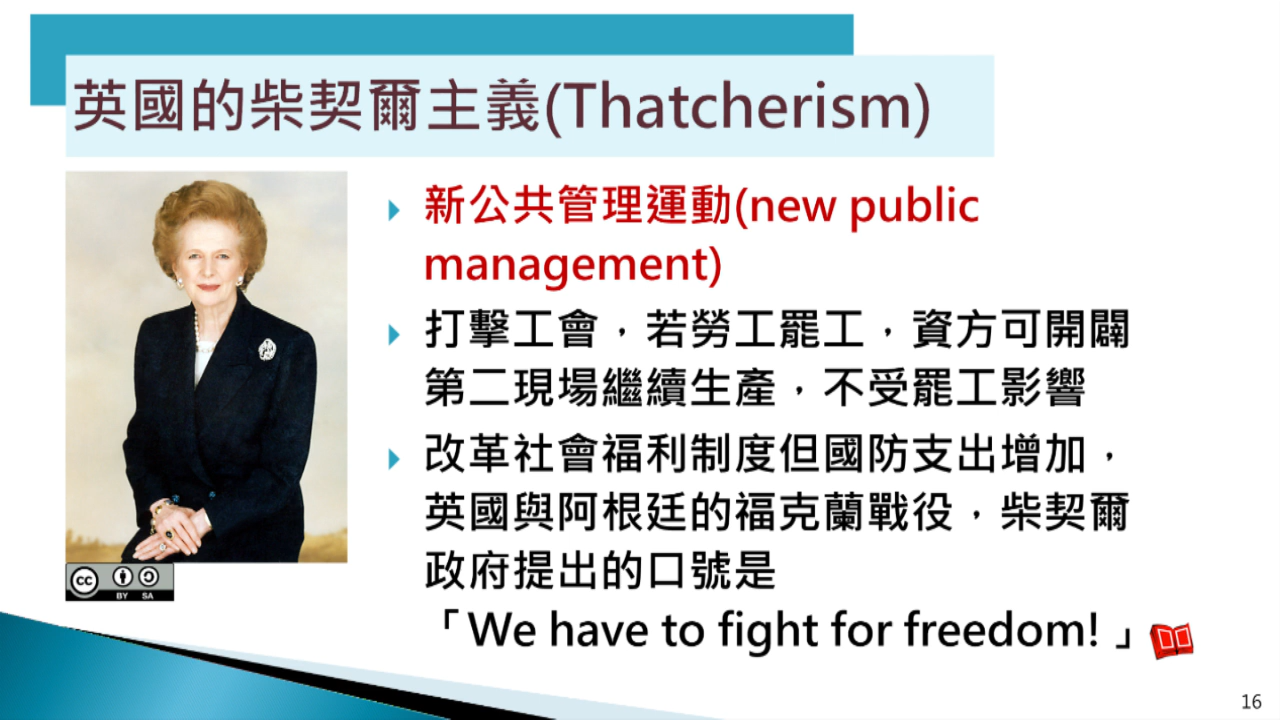 英國的柴契爾主義(Thatcherism)
新公共管理運動(new public
management)
打擊工會，若勞工罷工，資方可開闢
第二現場繼續生產，不受罷工影響
改革社會福利制度但國防支出增加，
英國與阿根廷的福克蘭戰役，柴契爾
政府提出的口號是
「We have to fight for freedom!」
cc BY SA
16